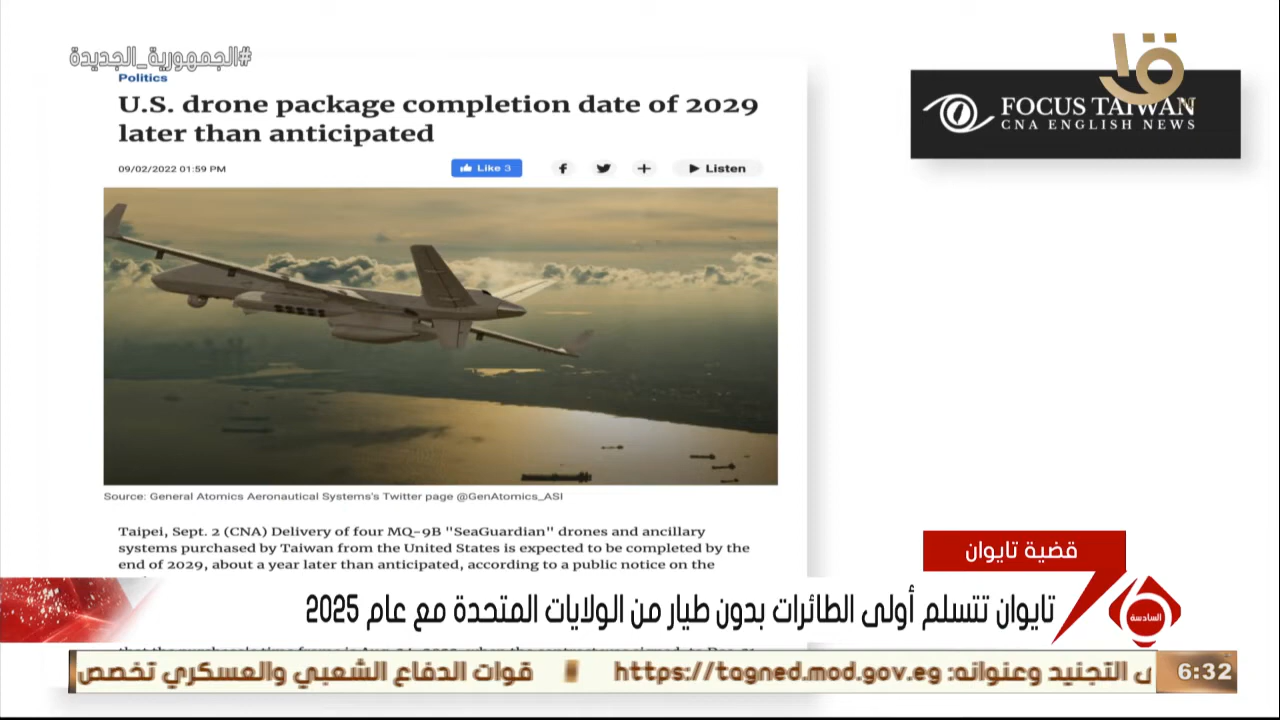 #الجمهورية_الجديدة
Politics
U.S. drone package completion date of 2029
later than anticipated
09/02/2022 01:59 PM
Like 3
Listen
FOCUS TAIWAN
CNA ENGLISH NEWS
Source: General Atomics Aeronautical Systems's Twitter page @GenAtomics_ASI
Taipei, Sept. 2 (CNA) Delivery of four MQ-9B "SeaGuardian" drones and ancillary
systems purchased by Taiwan from the United States is expected to be completed by the
end of 2029, about a year later than anticipated, according to a public notice on the
قضية تايوان
تايوان تتسلم أولى الطائرات بدون طيار من الولايات المتحدة مع عام 2025
السادسة
التجنيد وعنوانه: https://tagned.mod.gov.eg
قوات الدفاع الشعبي والعسكري تخصص
6:32